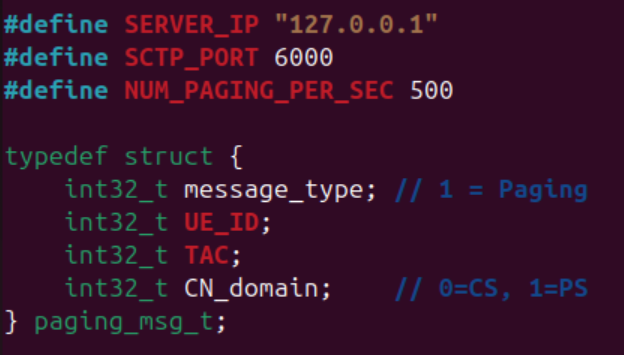 #define SERVER_IP "127.0.0.1"
#define SCTP_PORT 6000
#define NUM_PAGING_PER_SEC 500
typedef struct {
int32_t message_type; // 1 = Paging
int32_t UE_ID;
int32_t TAC;
int32_t CN_domain; // 0=CS, 1=PS
} paging_msg_t;